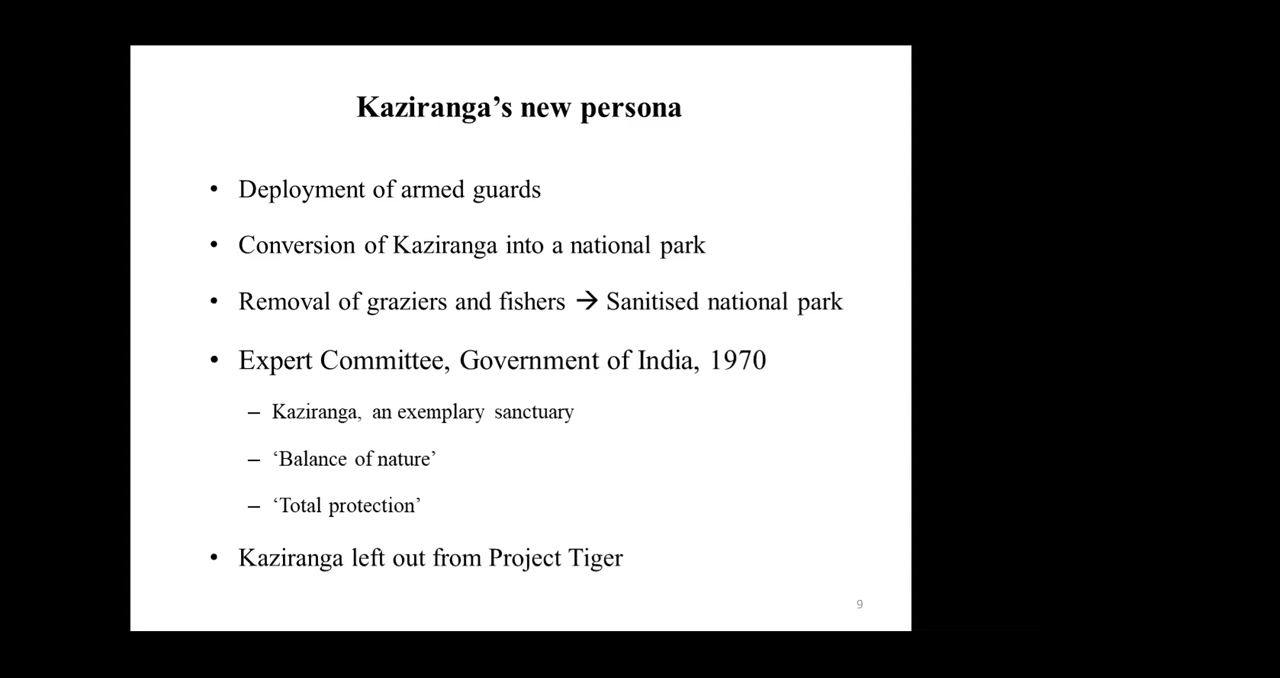 Kaziranga’s new persona
• Deployment of armed guards
• Conversion of Kaziranga into a national park
• Removal of graziers and fishers → Sanitised national park
• Expert Committee, Government of India, 1970
– Kaziranga, an exemplary sanctuary
– ‘Balance of nature’
– ‘Total protection’
• Kaziranga left out from Project Tiger
9